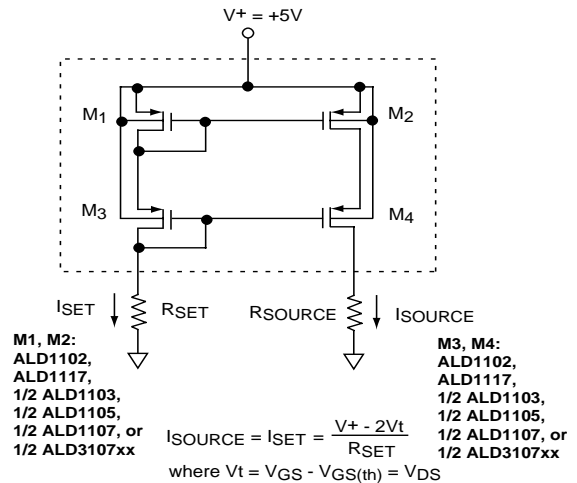 V+ = +5V
M1
M2
M3
M4
ISET
RSET
RSOURCE
ISOURCE
M1, M2:
ALD1102,
ALD1117,
1/2 ALD1103,
1/2 ALD1105,
1/2 ALD1107, or
1/2 ALD3107xx
M3, M4:
ALD1102,
ALD1117,
1/2 ALD1103,
1/2 ALD1105,
1/2 ALD1107, or
1/2 ALD3107xx
ISOURCE = ISET = V+ - 2Vt / RSET
where Vt = VGS - VGS(th) = VDS